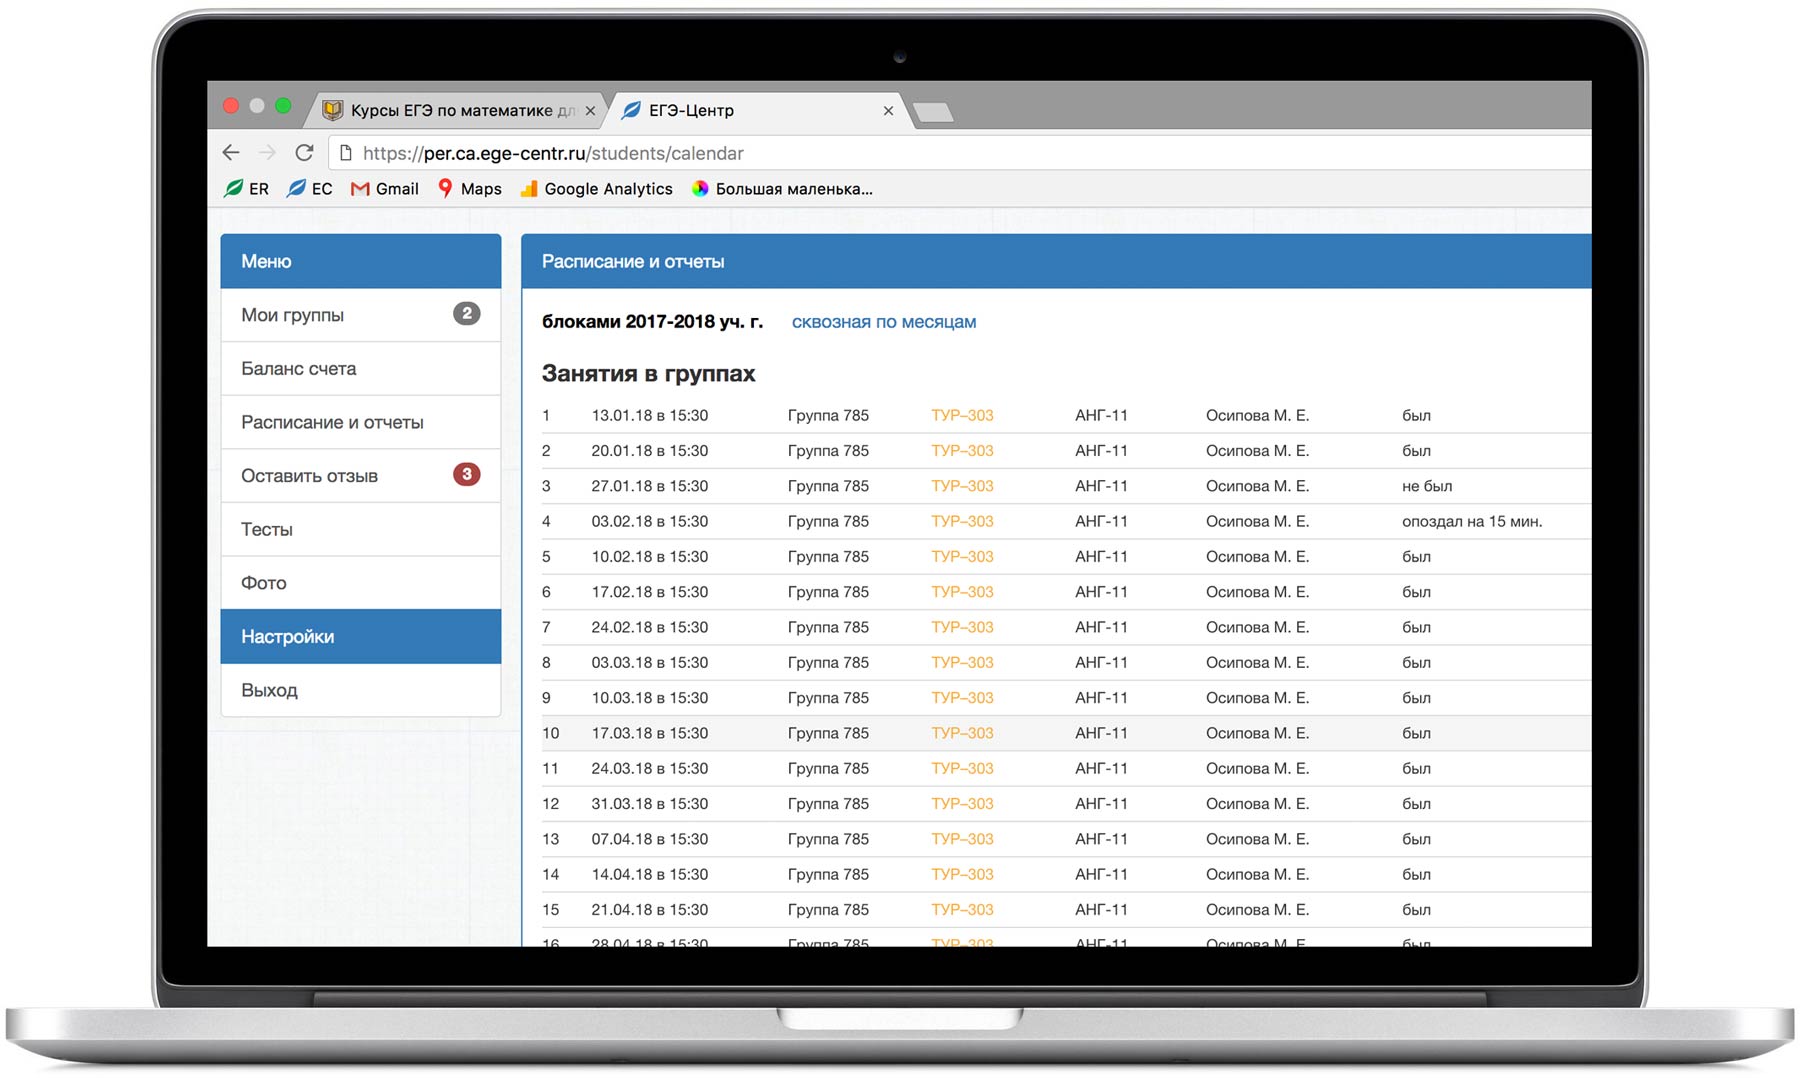 Курсы ЕГЭ по математике дл
ЕГЭ-Центр
https://per.ca.ege-centr.ru/students/calendar
ER EC Gmail Maps Google Analytics Большая маленька...
Меню
Мои группы 2
Баланс счета
Расписание и отчеты
Оставить отзыв 3
Тесты
Фото
Настройки
Выход
Расписание и отчеты
блоками 2017-2018 уч. г. сквозная по месяцам
Занятия в группах
1 13.01.18 в 15:30 Группа 785 ТУР–303 АНГ-11 Осипова М. Е. был
2 20.01.18 в 15:30 Группа 785 ТУР–303 АНГ-11 Осипова М. Е. был
3 27.01.18 в 15:30 Группа 785 ТУР–303 АНГ-11 Осипова М. Е. не был
4 03.02.18 в 15:30 Группа 785 ТУР–303 АНГ-11 Осипова М. Е. опоздал на 15 мин.
5 10.02.18 в 15:30 Группа 785 ТУР–303 АНГ-11 Осипова М. Е. был
6 17.02.18 в 15:30 Группа 785 ТУР–303 АНГ-11 Осипова М. Е. был
7 24.02.18 в 15:30 Группа 785 ТУР–303 АНГ-11 Осипова М. Е. был
8 03.03.18 в 15:30 Группа 785 ТУР–303 АНГ-11 Осипова М. Е. был
9 10.03.18 в 15:30 Группа 785 ТУР–303 АНГ-11 Осипова М. Е. был
10 17.03.18 в 15:30 Группа 785 ТУР–303 АНГ-11 Осипова М. Е. был
11 24.03.18 в 15:30 Группа 785 ТУР–303 АНГ-11 Осипова М. Е. был
12 31.03.18 в 15:30 Группа 785 ТУР–303 АНГ-11 Осипова М. Е. был
13 07.04.18 в 15:30 Группа 785 ТУР–303 АНГ-11 Осипова М. Е. был
14 14.04.18 в 15:30 Группа 785 ТУР–303 АНГ-11 Осипова М. Е. был
15 21.04.18 в 15:30 Группа 785 ТУР–303 АНГ-11 Осипова М. Е. был
16 28.04.18 в 15:30 Группа 785 ТУР–303 АНГ-11 Осипова М. Е. был